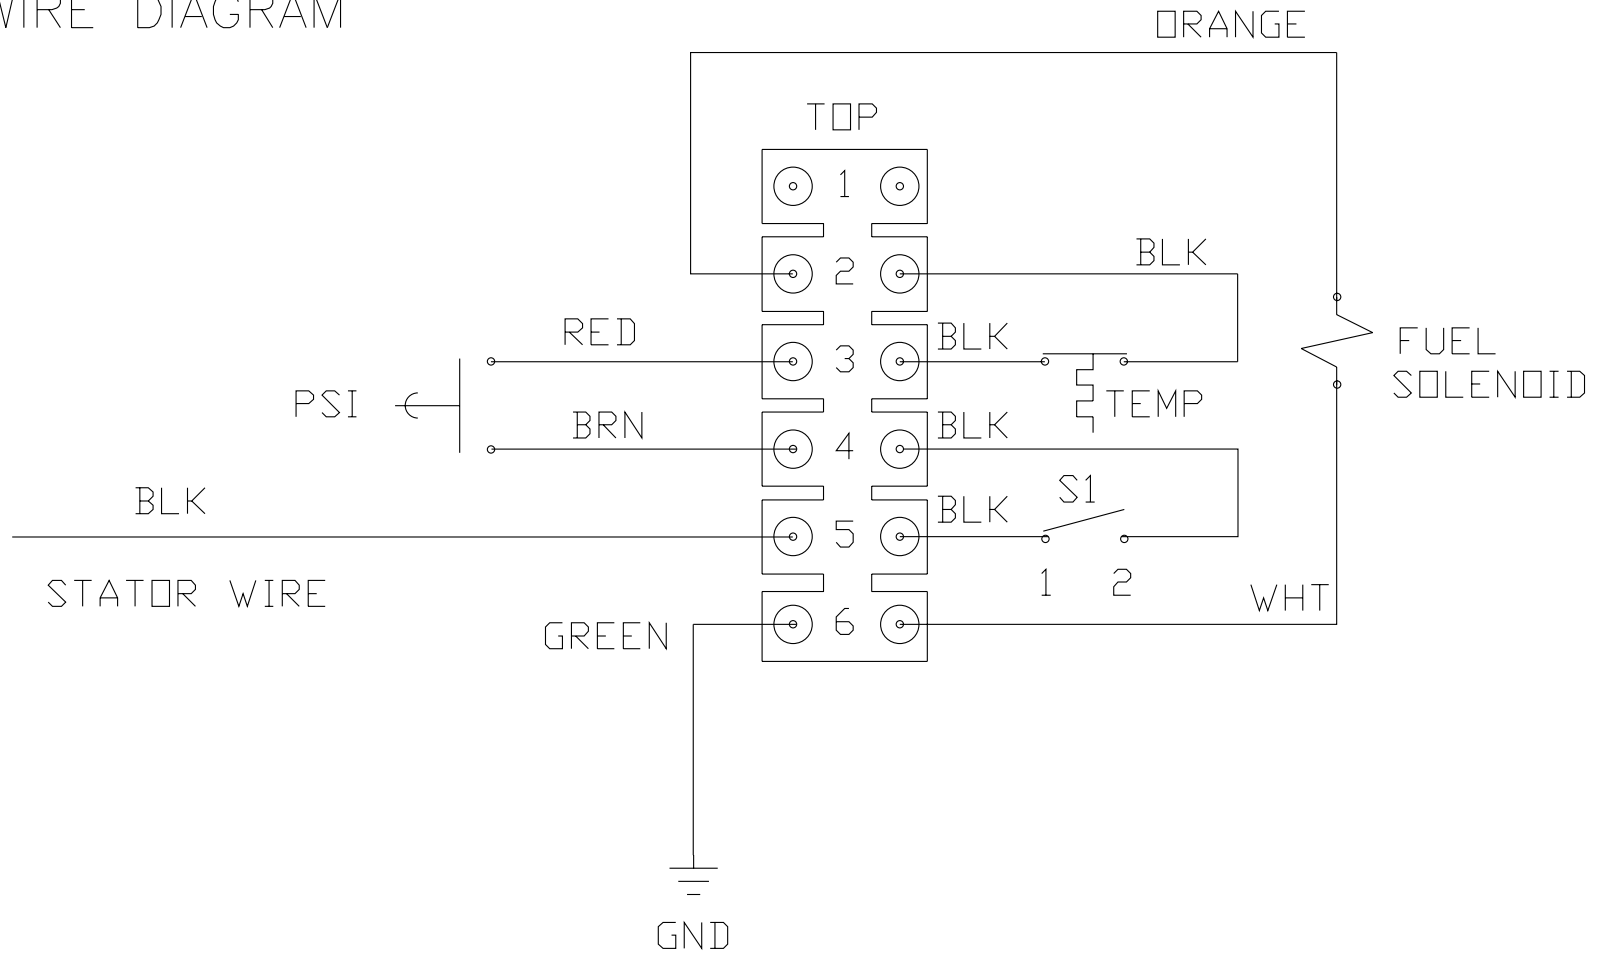 WIRE DIAGRAM
ORANGE
TOP
1
2
BLK
RED
3
BLK
FUEL
SOLENOID
PSI
TEMP
BRN
4
BLK
BLK
5
BLK
S1
STATOR WIRE
1 2
WHT
GREEN
6
GND